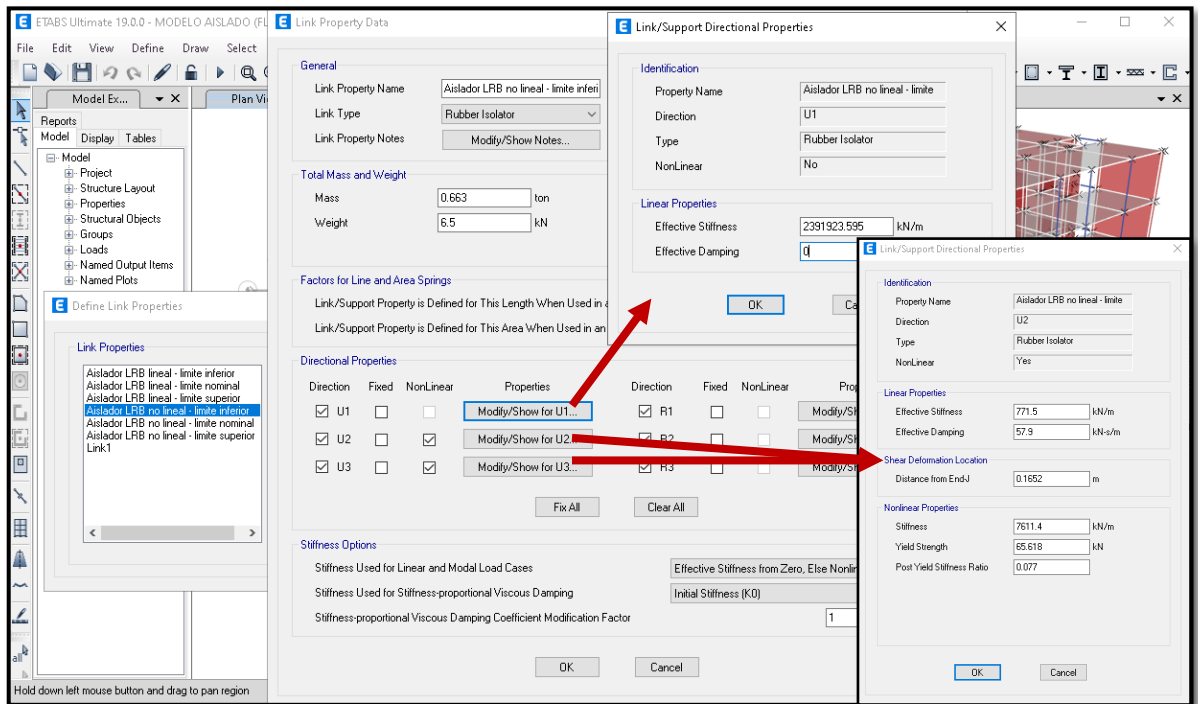 ETABS Ultimate 19.0.0 - MODELO AISLADO (FL
File Edit View Define Draw Select
Model Ex...
Plan Vi
Reports
Model Display Tables
Model
Project
Structure Layout
Properties
Structural Objects
Groups
Loads
Named Output Items
Named Plots
all
Hold down left mouse button and drag to pan region
Define Link Properties
Link Properties
Aislador LRB lineal - limite inferior
Aislador LRB lineal - limite nominal
Aislador LRB lineal - limite superior
Aislador LRB no lineal - limite inferior
Aislador LRB no lineal - limite nominal
Aislador LRB no lineal - limite superior
Link1
Link Property Data
General
Link Property Name Aislador LRB no lineal - limite inferi
Link Type Rubber Isolator
Link Property Notes Modify/Show Notes...
Total Mass and Weight
Mass 0.663 ton
Weight 6.5 kN
Factors for Line and Area Springs
Link/Support Property is Defined for This Length When Used in a
Link/Support Property is Defined for This Area When Used in an
Directional Properties
Direction Fixed NonLinear Properties Direction Fixed NonLinear Prop
U1 Modify/Show for U1... R1 Modify/Sh
U2 Modify/Show for U2... R2 Modify/Sh
U3 Modify/Show for U3... R3 Modify/Sh
Fix All Clear All
Stiffness Options
Stiffness Used for Linear and Modal Load Cases Effective Stiffness from Zero, Else Nonlin
Stiffness Used for Stiffness-proportional Viscous Damping Initial Stiffness (K0)
Stiffness-proportional Viscous Damping Coefficient Modification Factor 1
OK Cancel
Link/Support Directional Properties
Identification
Property Name Aislador LRB no lineal - limite
Direction U1
Type Rubber Isolator
NonLinear No
Linear Properties
Effective Stiffness 2391923.595 kN/m
Effective Damping 0
OK Ca
Link/Support Directional Properties
Identification
Property Name Aislador LRB no lineal - limite
Direction U2
Type Rubber Isolator
NonLinear Yes
Linear Properties
Effective Stiffness 771.5 kN/m
Effective Damping 57.9 kN-s/m
Shear Deformation Location
Distance from End-J 0.1652 m
Nonlinear Properties
Stiffness 7611.4 kN/m
Yield Strength 65.618 kN
Post Yield Stiffness Ratio 0.077
OK Cancel